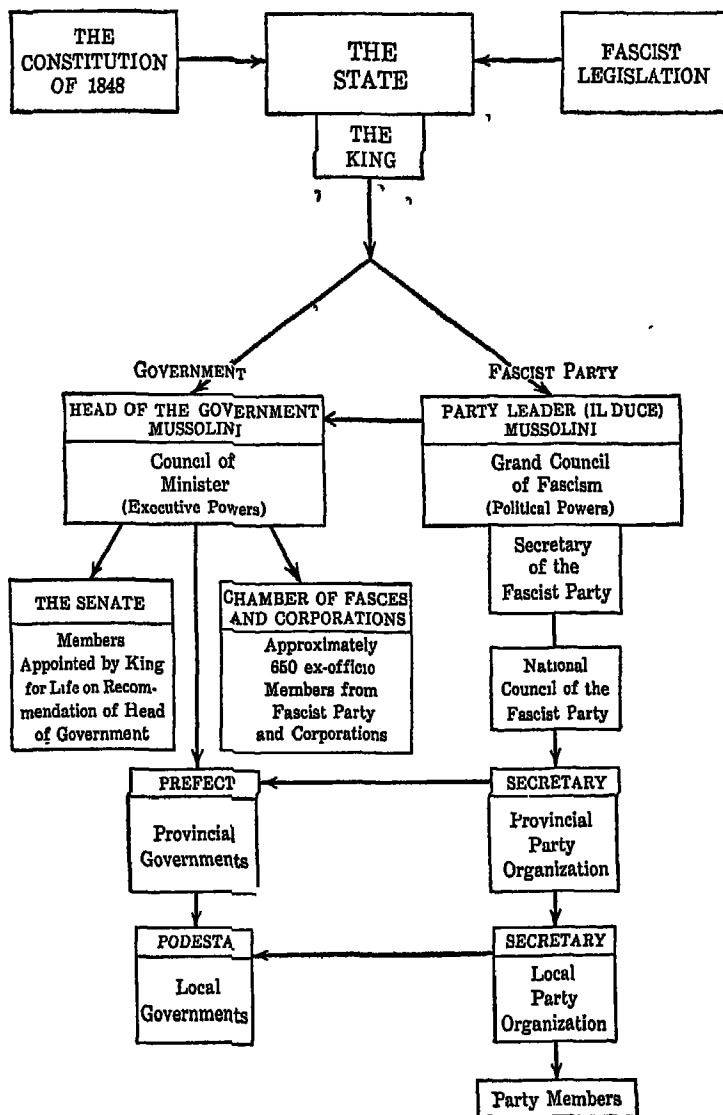 THE
CONSTITUTION
OF 1848
THE
STATE
FASCIST
LEGISLATION
THE
KING
GOVERNMENT
FASCIST PARTY
HEAD OF THE GOVERNMENT
MUSSOLINI
Council of
Minister
(Executive Powers)
PARTY LEADER (IL DUCE)
MUSSOLINI
Grand Council
of Fascism
(Political Powers)
Secretary
of the
Fascist Party
THE SENATE
Members
Appointed by King
for Life on Recom-
mendation of Head
of Government
CHAMBER OF FASCES
AND CORPORATIONS
Approximately
650 ex-officio
Members from
Fascist Party
and Corporations
National
Council of the
Fascist Party
PREFECT
Provincial
Governments
SECRETARY
Provincial
Party
Organization
PODESTA
Local
Governments
SECRETARY
Local
Party
Organization
Party Members